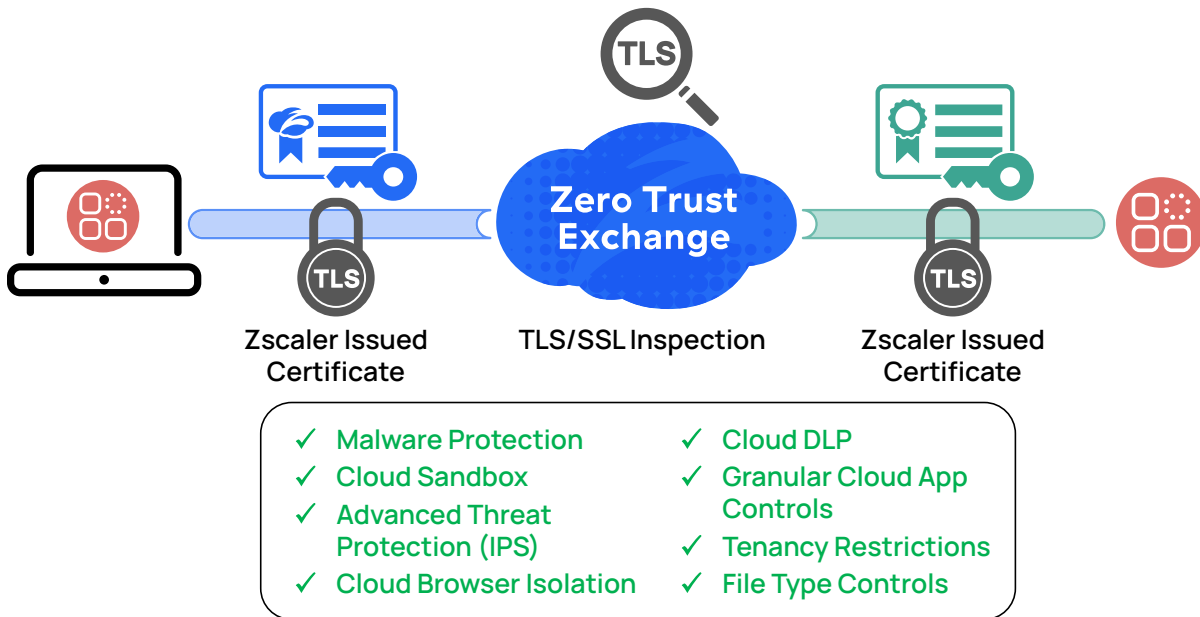 TLS
Zero Trust
Exchange
TLS
TLS
Zscaler Issued
Certificate
TLS/SSL Inspection
Zscaler Issued
Certificate
✓ Malware Protection
✓ Cloud Sandbox
✓ Advanced Threat
Protection (IPS)
✓ Cloud Browser Isolation
✓ Cloud DLP
✓ Granular Cloud App
Controls
✓ Tenancy Restrictions
✓ File Type Controls